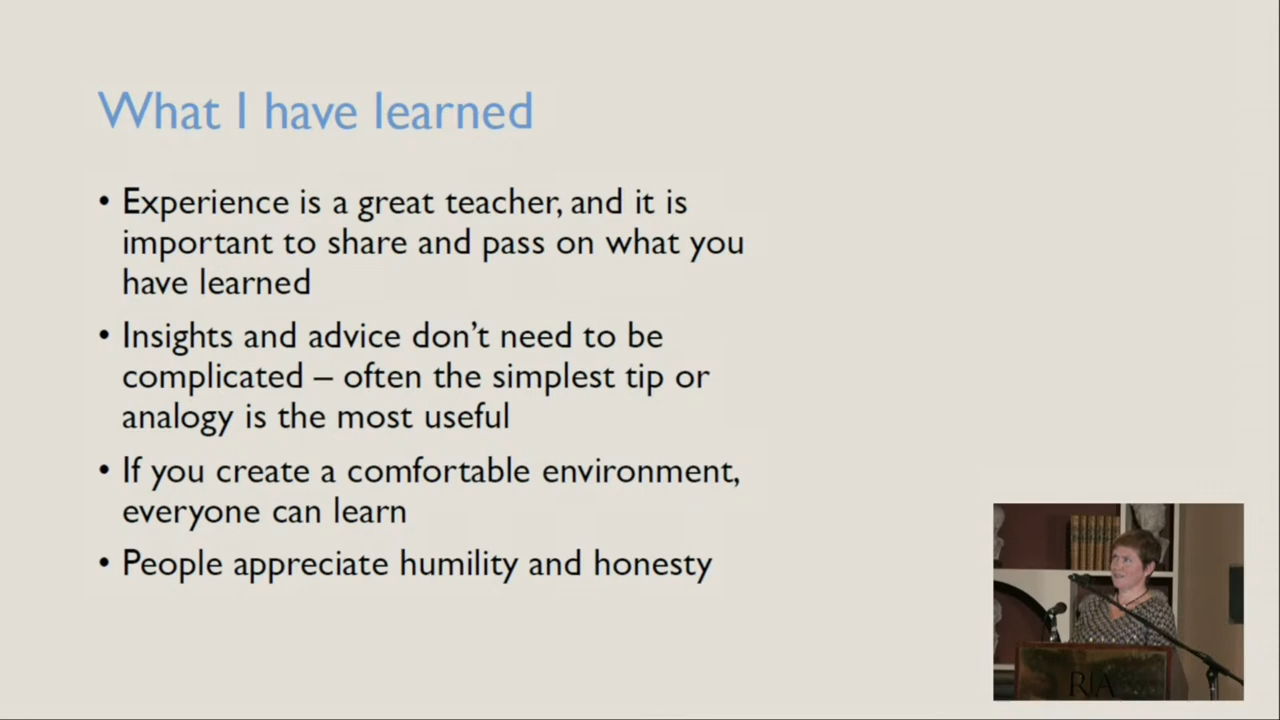 What I have learned
• Experience is a great teacher, and it is
important to share and pass on what you
have learned
• Insights and advice don’t need to be
complicated – often the simplest tip or
analogy is the most useful
• If you create a comfortable environment,
everyone can learn
• People appreciate humility and honesty
RIA